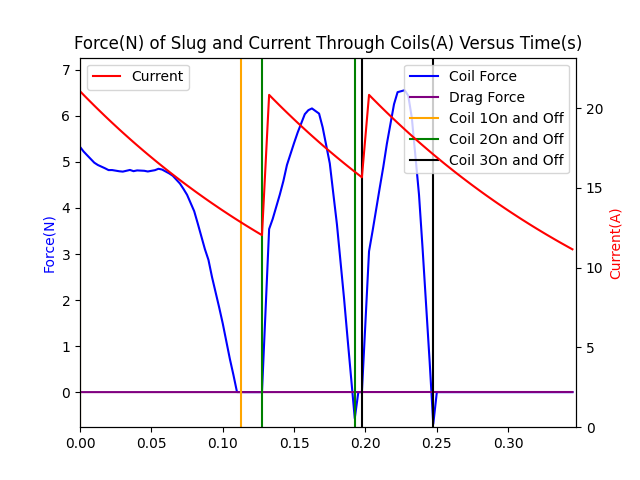 Force(N) of Slug and Current Through Coils(A) Versus Time(s)
Current
Coil Force
Drag Force
Coil 1On and Off
Coil 2On and Off
Coil 3On and Off
Force(N)
7
6
5
4
3
2
1
0
Current(A)
20
15
10
5
0
0.00 0.05 0.10 0.15 0.20 0.25 0.30